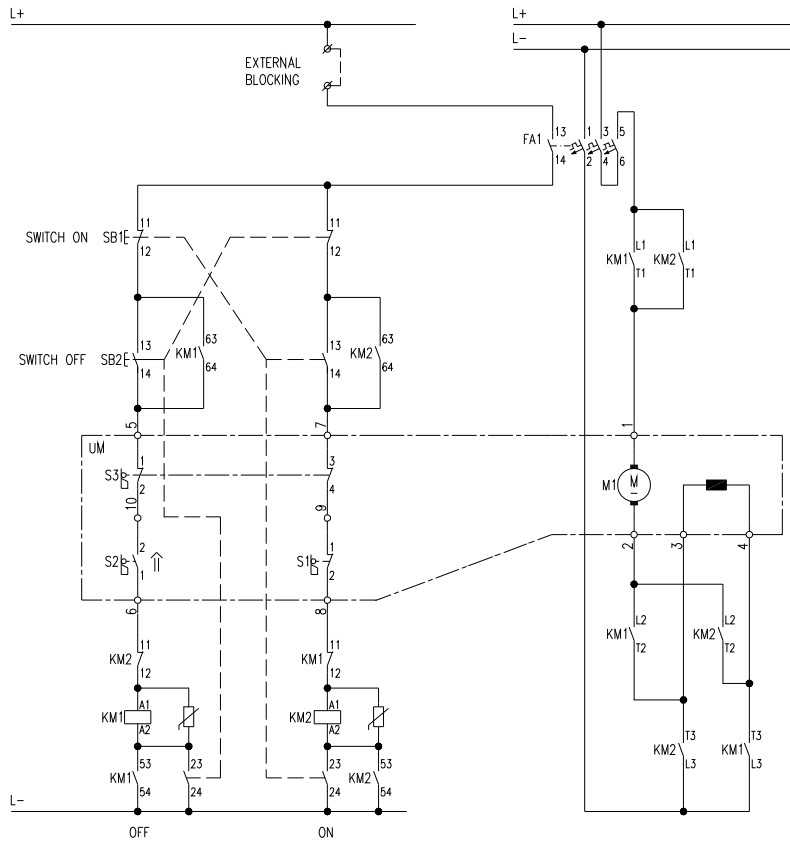 L+
L+
L-
EXTERNAL
BLOCKING
FA1
13
14
1
2
3
4
5
6
SWITCH ON SB1
11
12
11
12
KM1
L1
T1
KM2
L1
T1
SWITCH OFF SB2
13
14
KM1
63
64
13
14
KM2
63
64
5
7
1
UM
S3
1
2
3
4
M1
M
10
9
S2
2
1
S1
1
2
2
3
4
6
8
KM1
L2
T2
KM2
L2
T2
KM2
11
12
KM1
11
12
KM1
A1
A2
KM2
A1
A2
KM2
T3
L3
KM1
T3
L3
KM1
53
54
23
24
23
24
KM2
53
54
L-
OFF
ON